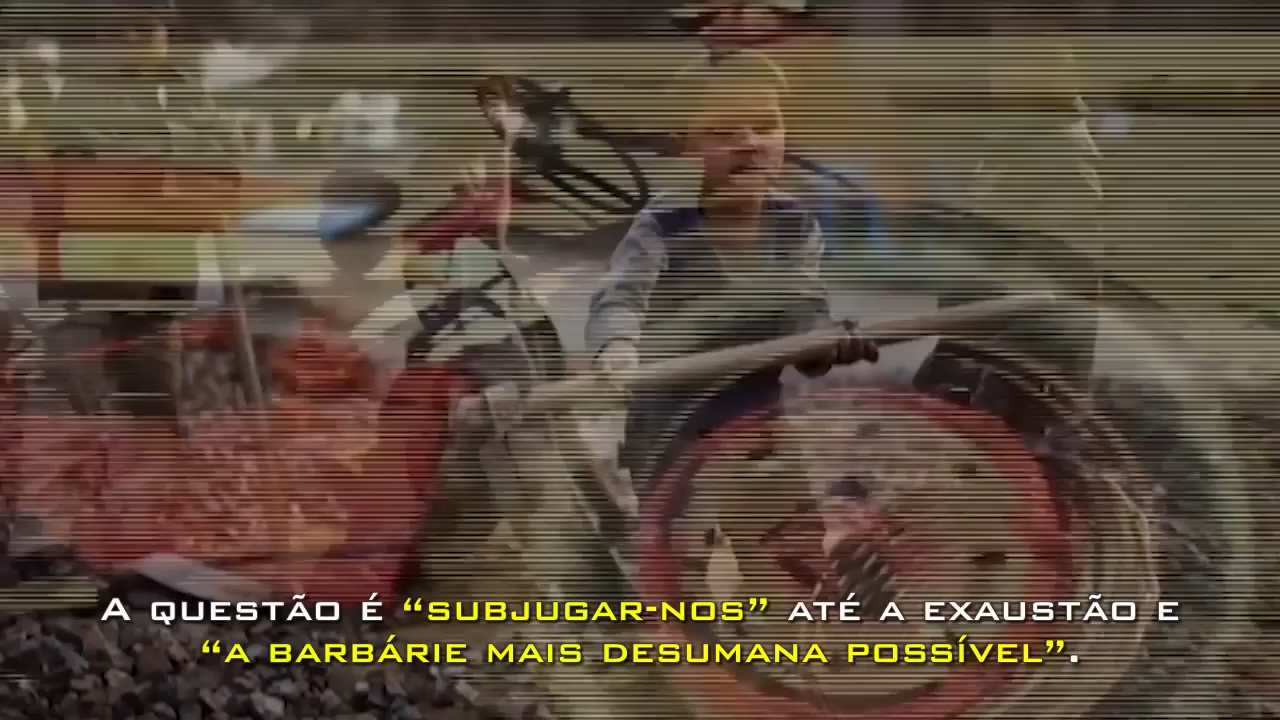 A QUESTÃO É “SUBJUGAR-NOS” ATÉ A EXAUSTÃO E
“A BARBÁRIE MAIS DESUMANA POSSÍVEL”.